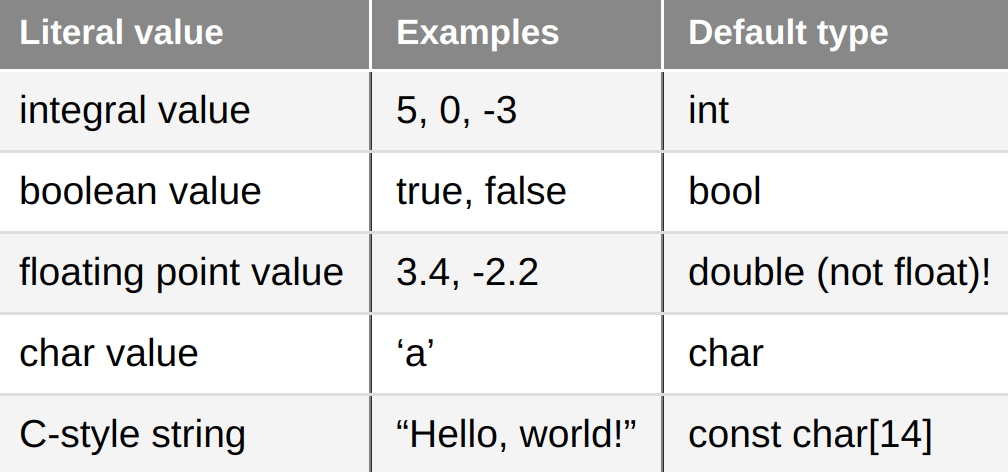 Literal value Examples Default type
integral value 5, 0, -3 int
boolean value true, false bool
floating point value 3.4, -2.2 double (not float)!
char value ‘a’ char
C-style string “Hello, world!” const char[14]